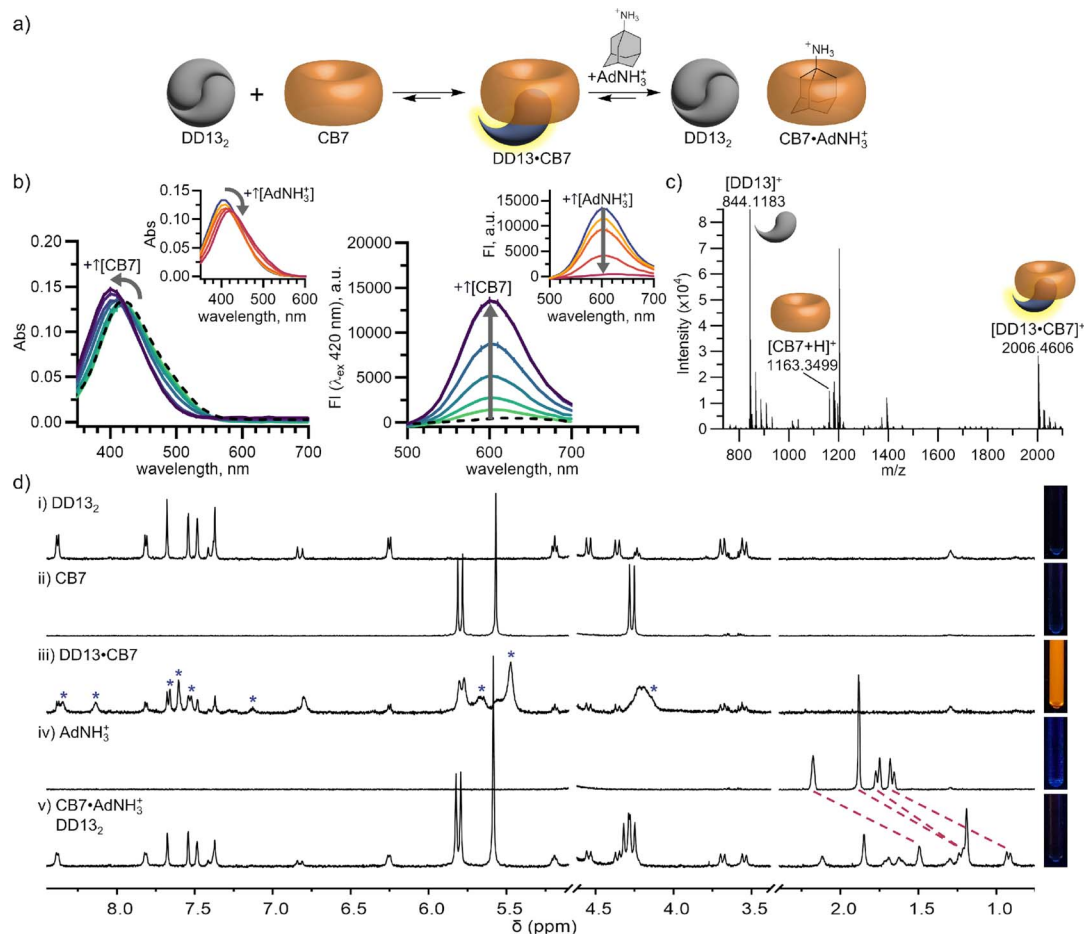 a)
+NH₃
+AdNH₃⁺
+NH₃
DD13₂
+
CB7
DD13•CB7
DD13₂
CB7•AdNH₃⁺
b)
+↑[AdNH₃⁺]
0.15
0.10
0.05
0.00
Abs
400
500
600
wavelength, nm
+↑[CB7]
0.20
0.15
0.10
0.05
0.00
Abs
400
500
600
700
wavelength, nm
+↑[AdNH₃⁺]
15000
10000
5000
0
FI, a.u.
500
600
700
wavelength, nm
+↑[CB7]
20000
15000
10000
5000
0
FI (λex 420 nm), a.u.
500
600
700
wavelength, nm
c)
[DD13]⁺
844.1183
[CB7+H]⁺
1163.3499
[DD13•CB7]⁺
2006.4606
8
7
6
5
4
3
2
1
0
Intensity (x10⁴)
800
1000
1200
1400
1600
1800
2000
m/z
d)
i) DD13₂
ii) CB7
iii) DD13•CB7
* * * * * * * * *
iv) AdNH₃⁺
v) CB7•AdNH₃⁺
DD13₂
8.0
7.5
7.0
6.5
6.0
5.5
4.5
4.0
3.5
2.0
1.5
1.0
δ (ppm)